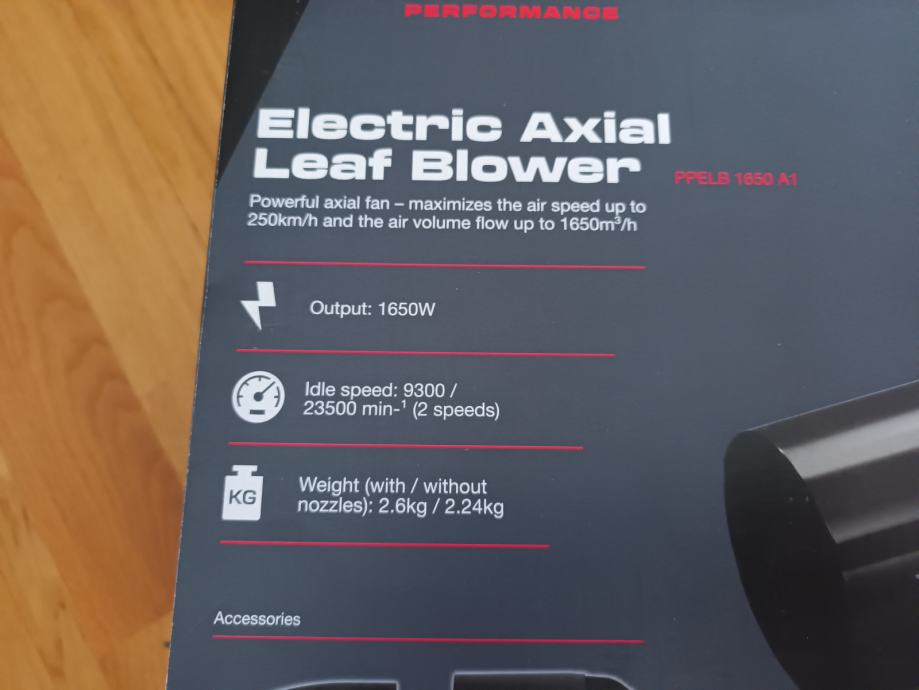 PERFORMANCE
Electric Axial
Leaf Blower
PPELB 1650 A1
Powerful axial fan – maximizes the air speed up to
250km/h and the air volume flow up to 1650m³/h
Output: 1650W
Idle speed: 9300 /
23500 min-¹ (2 speeds)
KG
Weight (with / without
nozzles): 2.6kg / 2.24kg
Accessories